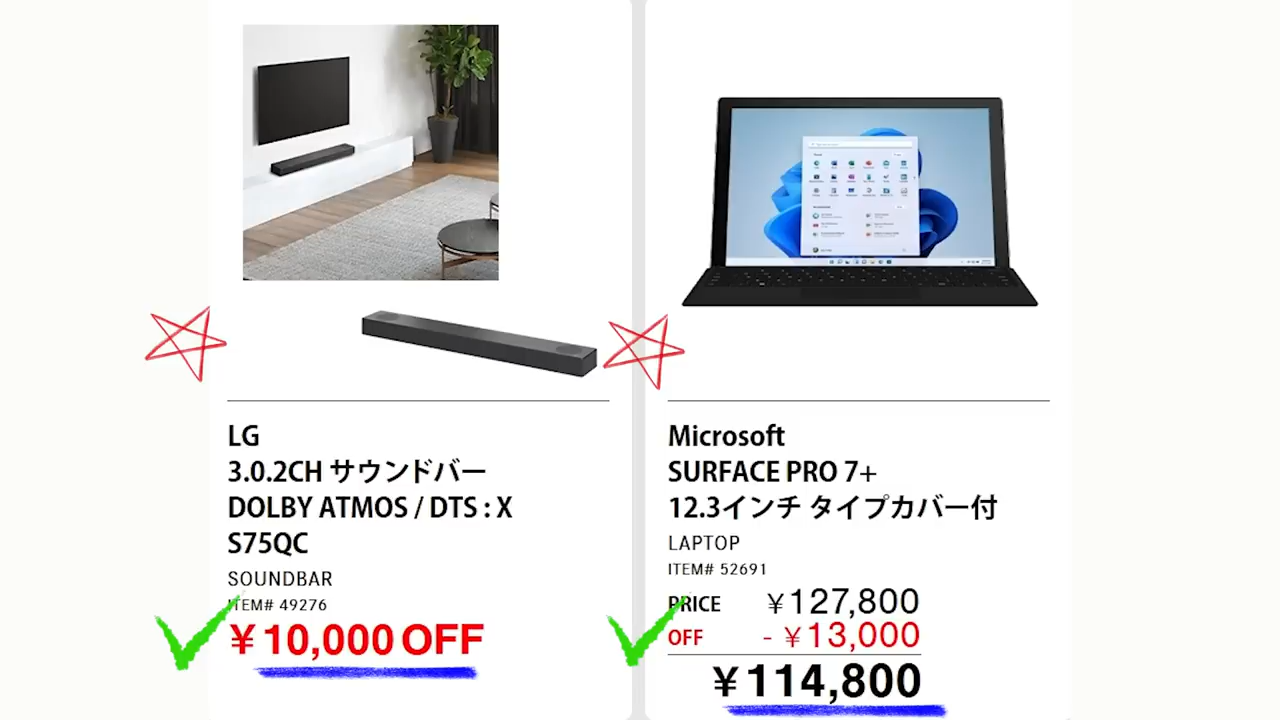 LG
3.0.2CH サウンドバー
DOLBY ATMOS / DTS : X
S75QC
SOUNDBAR
ITEM# 49276
￥10,000 OFF
Microsoft
SURFACE PRO 7+
12.3インチ タイプカバー付
LAPTOP
ITEM# 52691
PRICE ￥127,800
OFF - ￥13,000
￥114,800